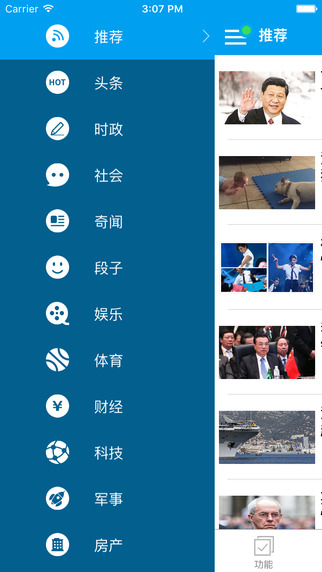 Carrier 3:07 PM
推荐
推荐
HOT 头条
时政
社会
奇闻
段子
娱乐
体育
¥ 财经
科技
军事
房产
功能